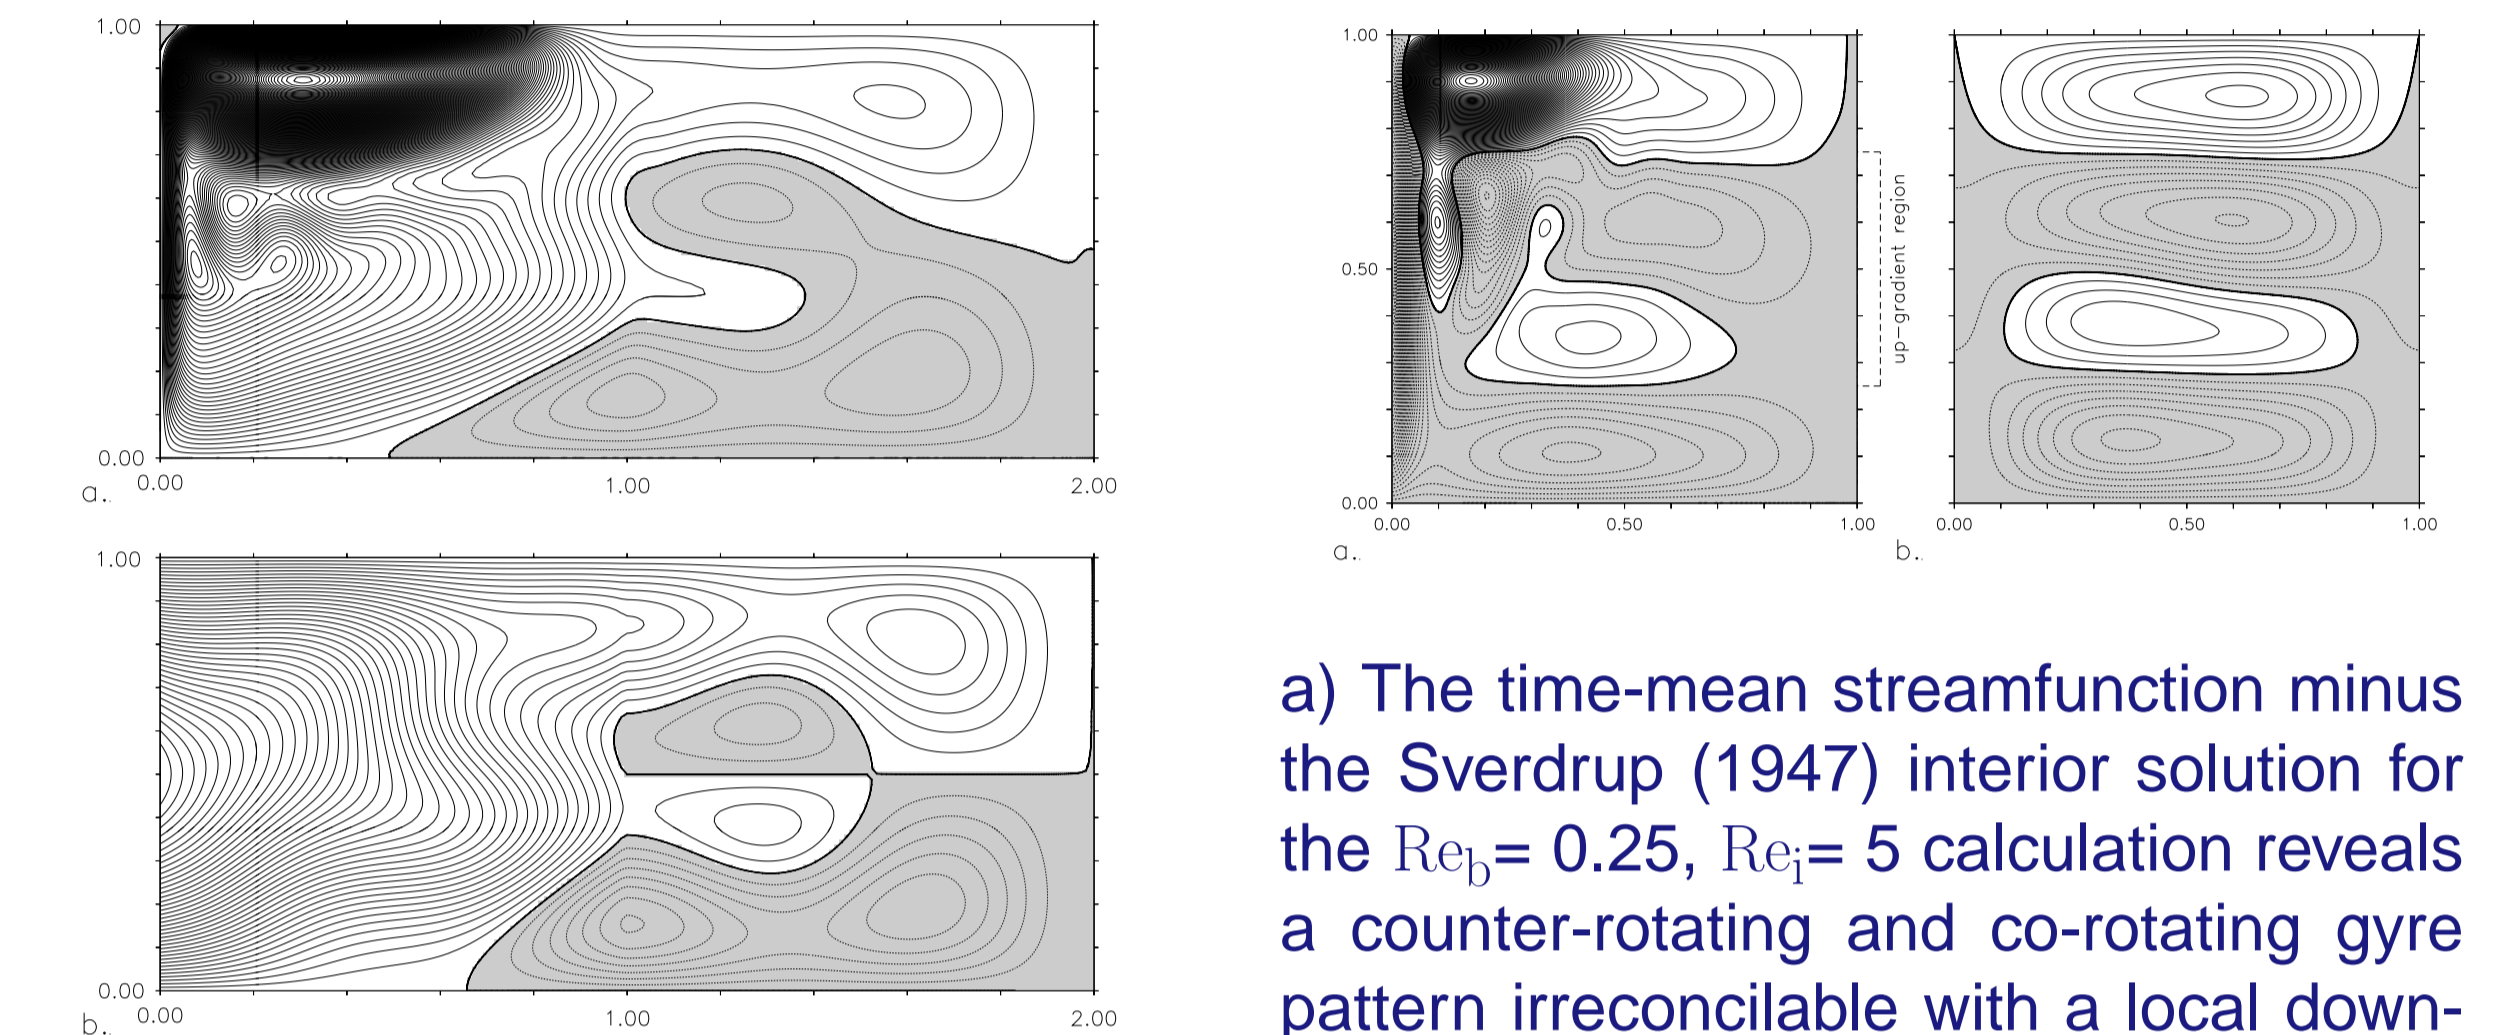 1.00
0.00
a.
0.00
1.00
2.00
1.00
0.00
b.
0.00
1.00
2.00
1.00
0.50
0.00
0.00
0.50
1.00
a.
up-gradient region
0.00
0.50
1.00
b.
a) The time-mean streamfunction minus
the Sverdrup (1947) interior solution for
the Reb= 0.25, Rei= 5 calculation reveals
a counter-rotating and co-rotating gyre
pattern irreconcilable with a local down-